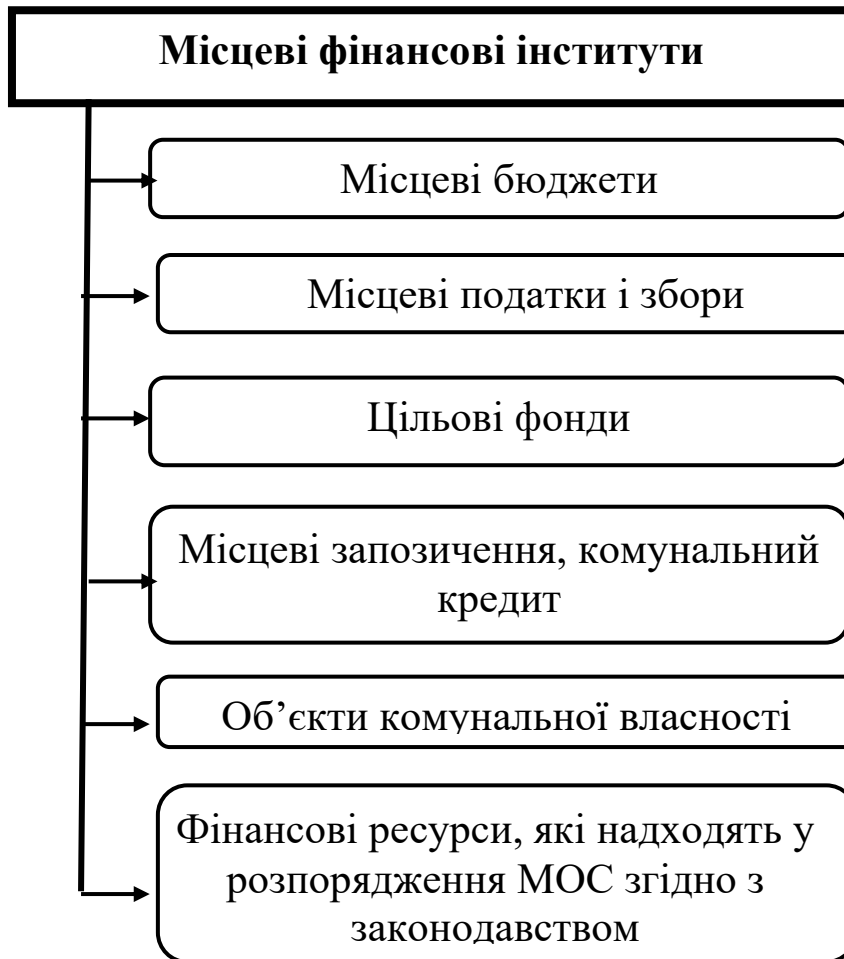 Місцеві фінансові інститути
Місцеві бюджети
Місцеві податки і збори
Цільові фонди
Місцеві запозичення, комунальний
кредит
Об’єкти комунальної власності
Фінансові ресурси, які надходять у
розпорядження МОС згідно з
законодавством